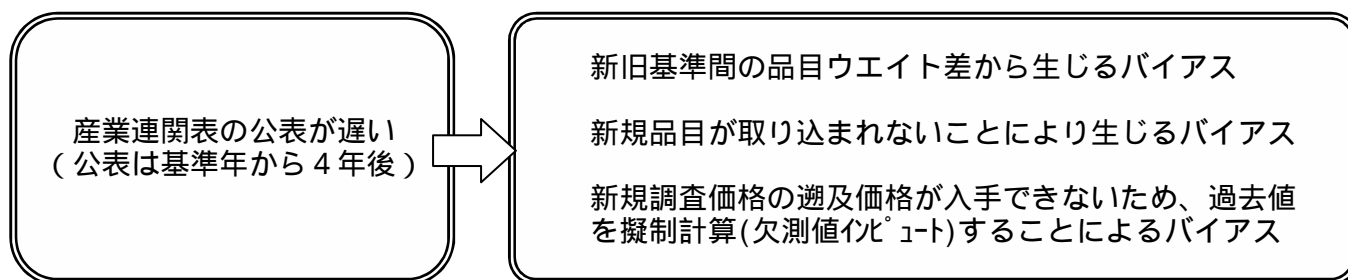 産業連関表の公表が遅い
(公表は基準年から4年後)
新旧基準間の品目ウエイト差から生じるバイアス
新規品目が取り込まれないことにより生じるバイアス
新規調査価格の遡及価格が入手できないため、過去値
を擬制計算(欠測値ｲﾝﾋﾟｭｰﾄ)することによるバイアス